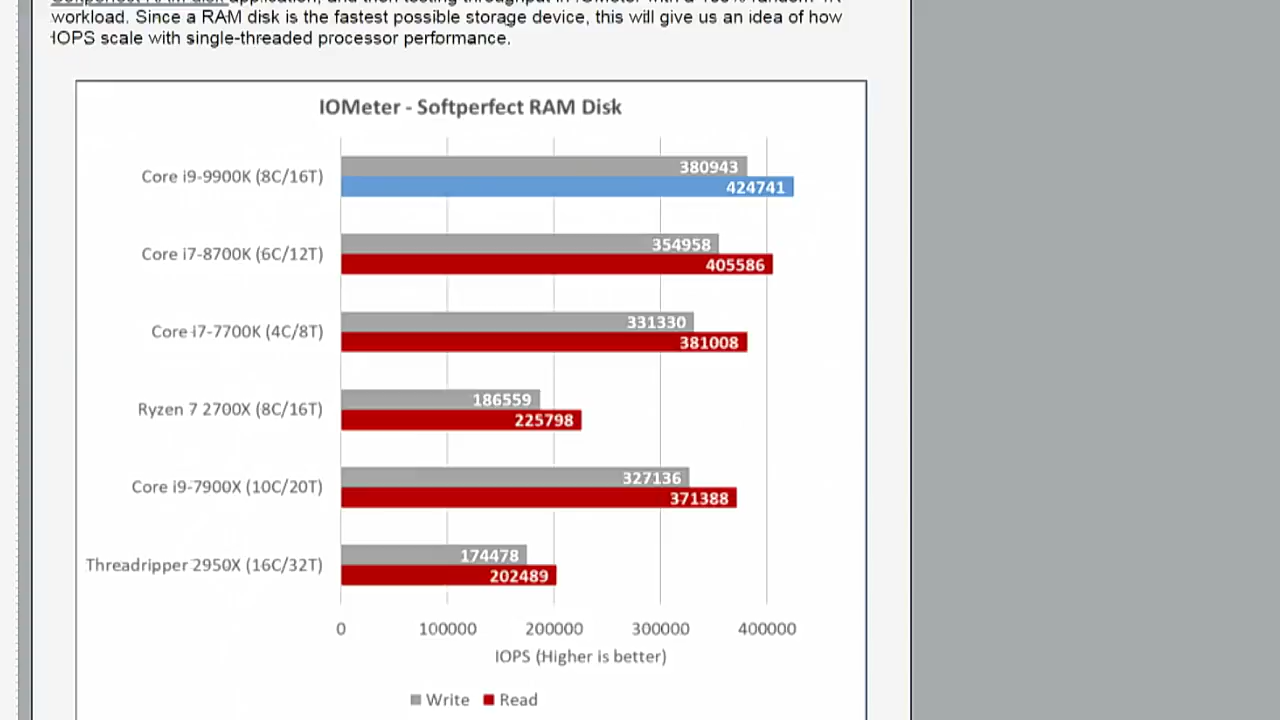 workload. Since a RAM disk is the fastest possible storage device, this will give us an idea of how
IOPS scale with single-threaded processor performance.
IOMeter - Softperfect RAM Disk
Core i9-9900K (8C/16T)
380943
424741
Core i7-8700K (6C/12T)
354958
405586
Core i7-7700K (4C/8T)
331330
381008
Ryzen 7 2700X (8C/16T)
186559
225798
Core i9-7900X (10C/20T)
327136
371388
Threadripper 2950X (16C/32T)
174478
202489
0 100000 200000 300000 400000
IOPS (Higher is better)
Write Read